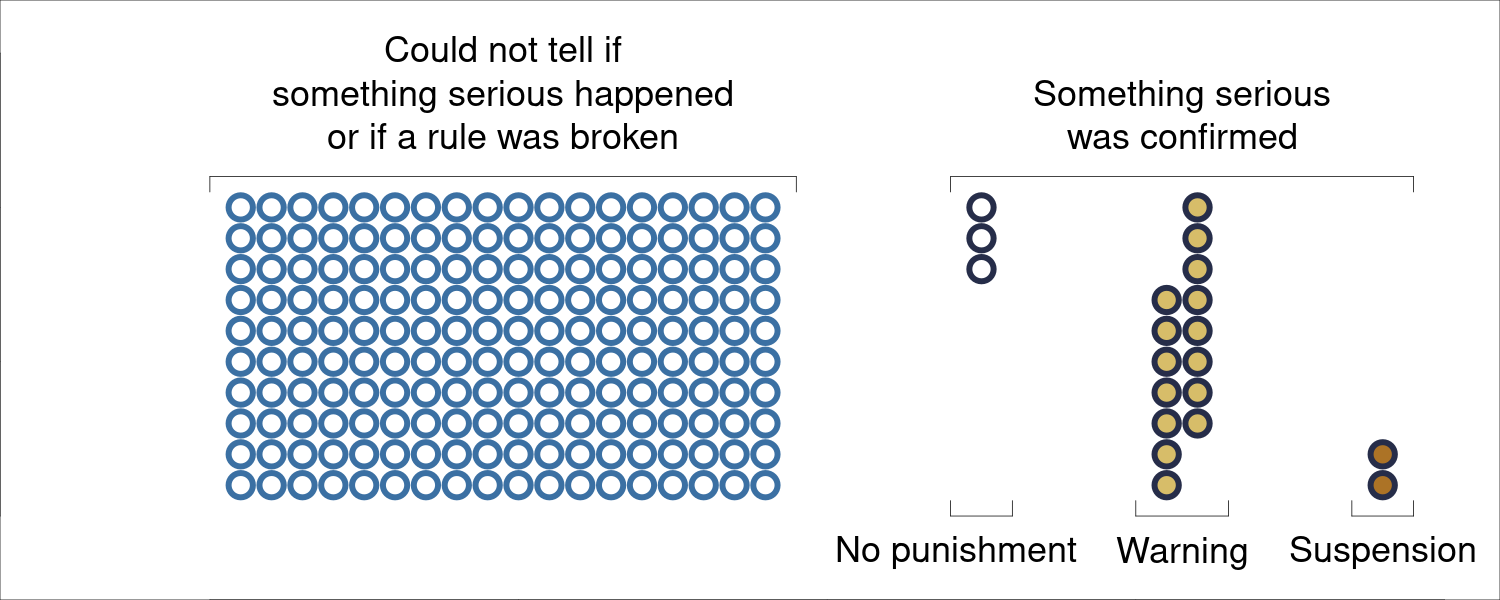 Could not tell if
something serious happened
or if a rule was broken
Something serious
was confirmed
No punishment
Warning
Suspension